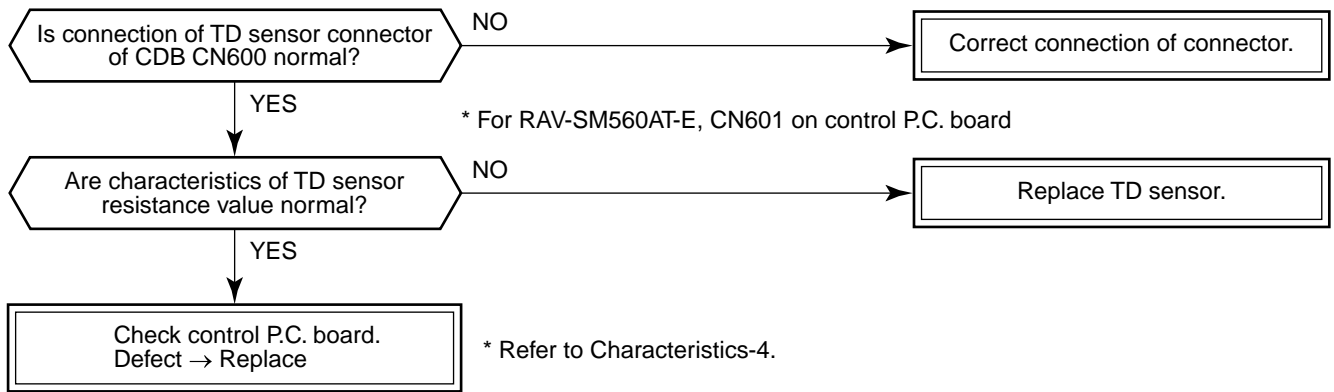 Is connection of TD sensor connector
of CDB CN600 normal?
NO
Correct connection of connector.
YES
* For RAV-SM560AT-E, CN601 on control P.C. board
Are characteristics of TD sensor
resistance value normal?
NO
Replace TD sensor.
YES
Check control P.C. board.
Defect → Replace
* Refer to Characteristics-4.